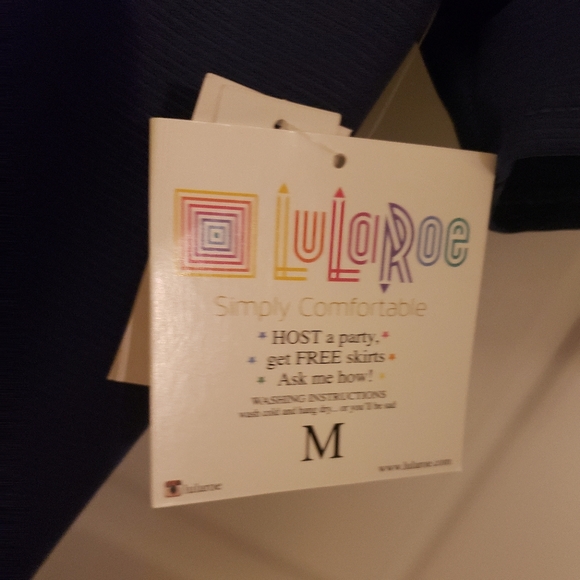 LuLaRoe
Simply Comfortable
HOST a party,
get FREE skirts
Ask me how!
WASHING INSTRUCTIONS
wash cold and hang dry... or you'll be sad
M
www.lularoe.com
lularoe